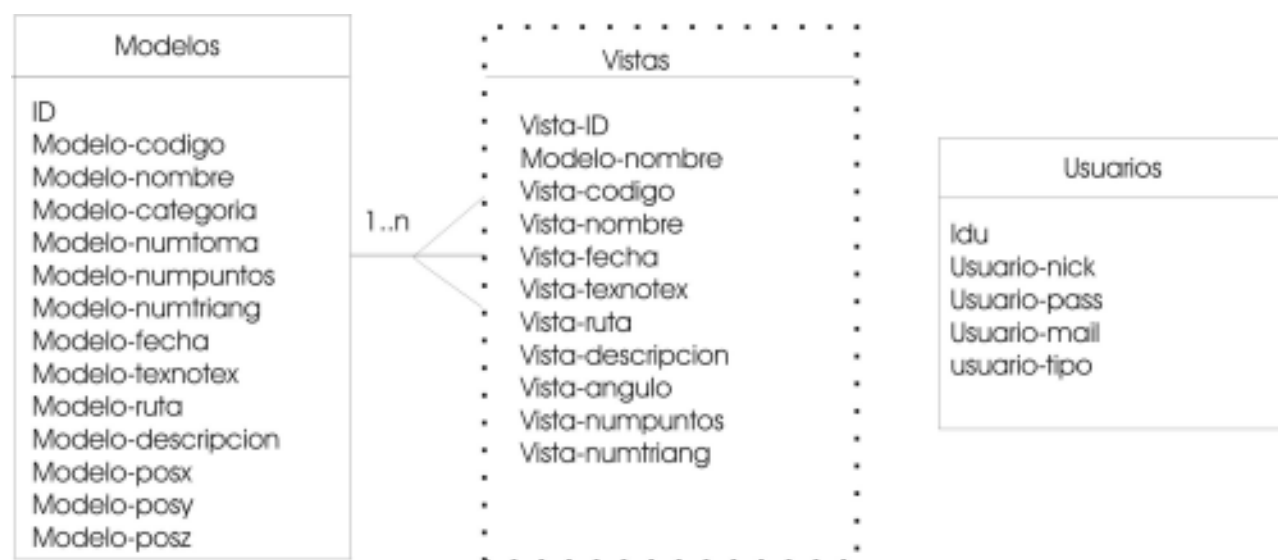 Modelos
ID
Modelo-codigo
Modelo-nombre
Modelo-categoria
Modelo-numtoma
Modelo-numpuntos
Modelo-numtriang
Modelo-fecha
Modelo-texnotex
Modelo-ruta
Modelo-descripcion
Modelo-posx
Modelo-posy
Modelo-posz
1..n
Vistas
Vista-ID
Modelo-nombre
Vista-codigo
Vista-nombre
Vista-fecha
Vista-texnotex
Vista-ruta
Vista-descripcion
Vista-angulo
Vista-numpuntos
Vista-numtriang
Usuarios
Idu
Usuario-nick
Usuario-pass
Usuario-mail
usuario-tipo